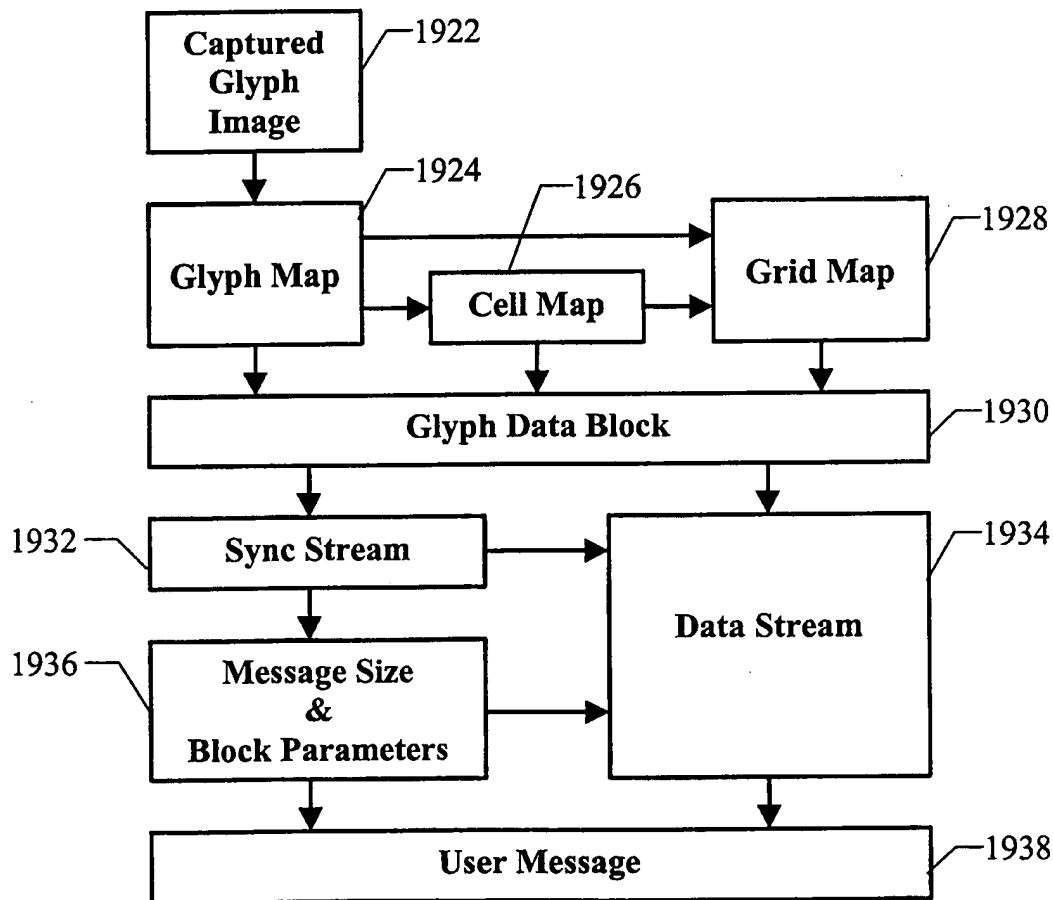 Captured
Glyph
Image
1922
1924
1926
1928
Glyph Map
Cell Map
Grid Map
Glyph Data Block
1930
1932
Sync Stream
1934
Data Stream
1936
Message Size
&
Block Parameters
User Message
1938